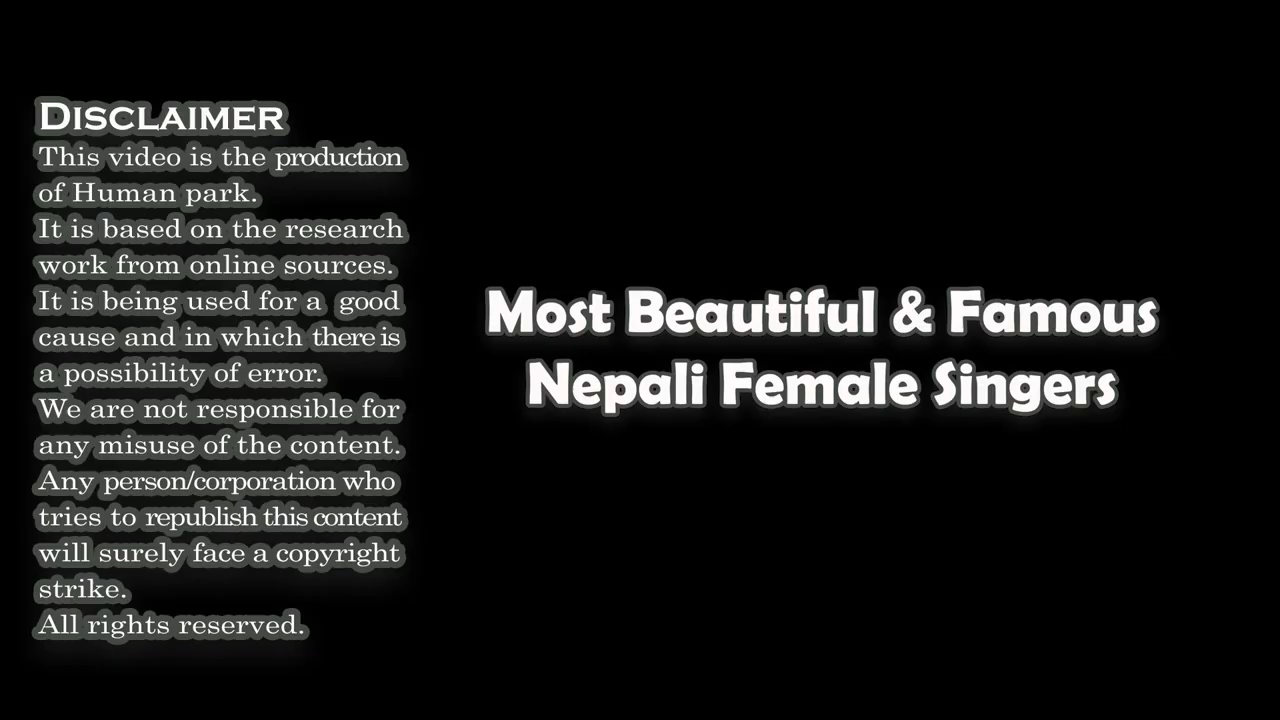 DISCLAIMER
This video is the production
of Human park.
It is based on the research
work from online sources.
It is being used for a good
cause and in which there is
a possibility of error.
We are not responsible for
any misuse of the content.
Any person/corporation who
tries to republish this content
will surely face a copyright
strike.
All rights reserved.
Most Beautiful & Famous
Nepali Female Singers